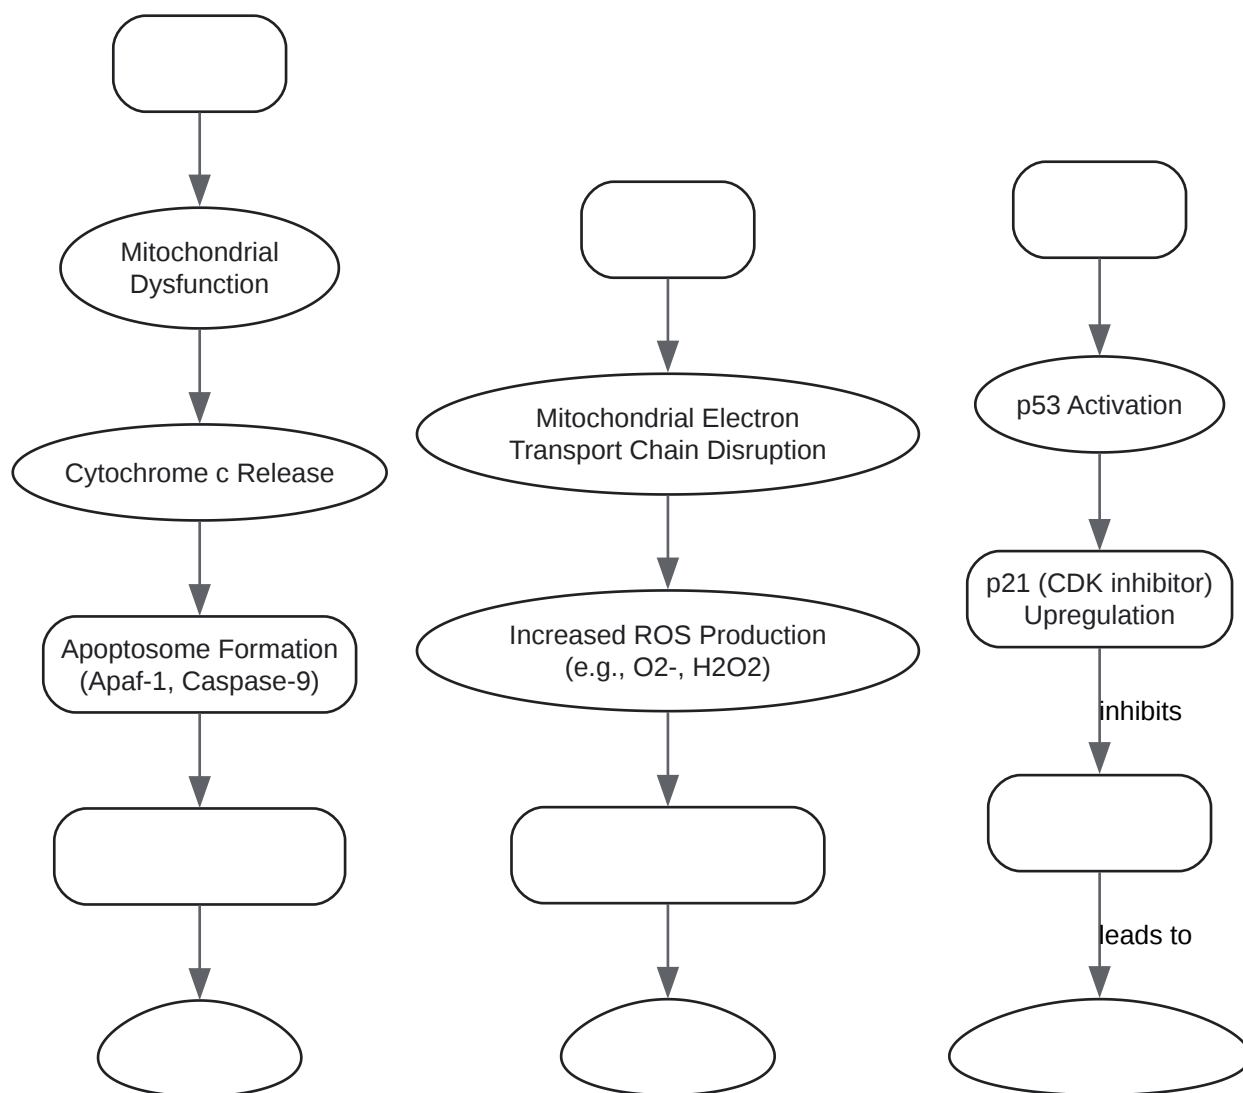 Mitochondrial
Dysfunction
Cytochrome c Release
Apoptosome Formation
(Apaf-1, Caspase-9)
Mitochondrial Electron
Transport Chain Disruption
Increased ROS Production
(e.g., O2-, H2O2)
p53 Activation
p21 (CDK inhibitor)
Upregulation
inhibits
leads to